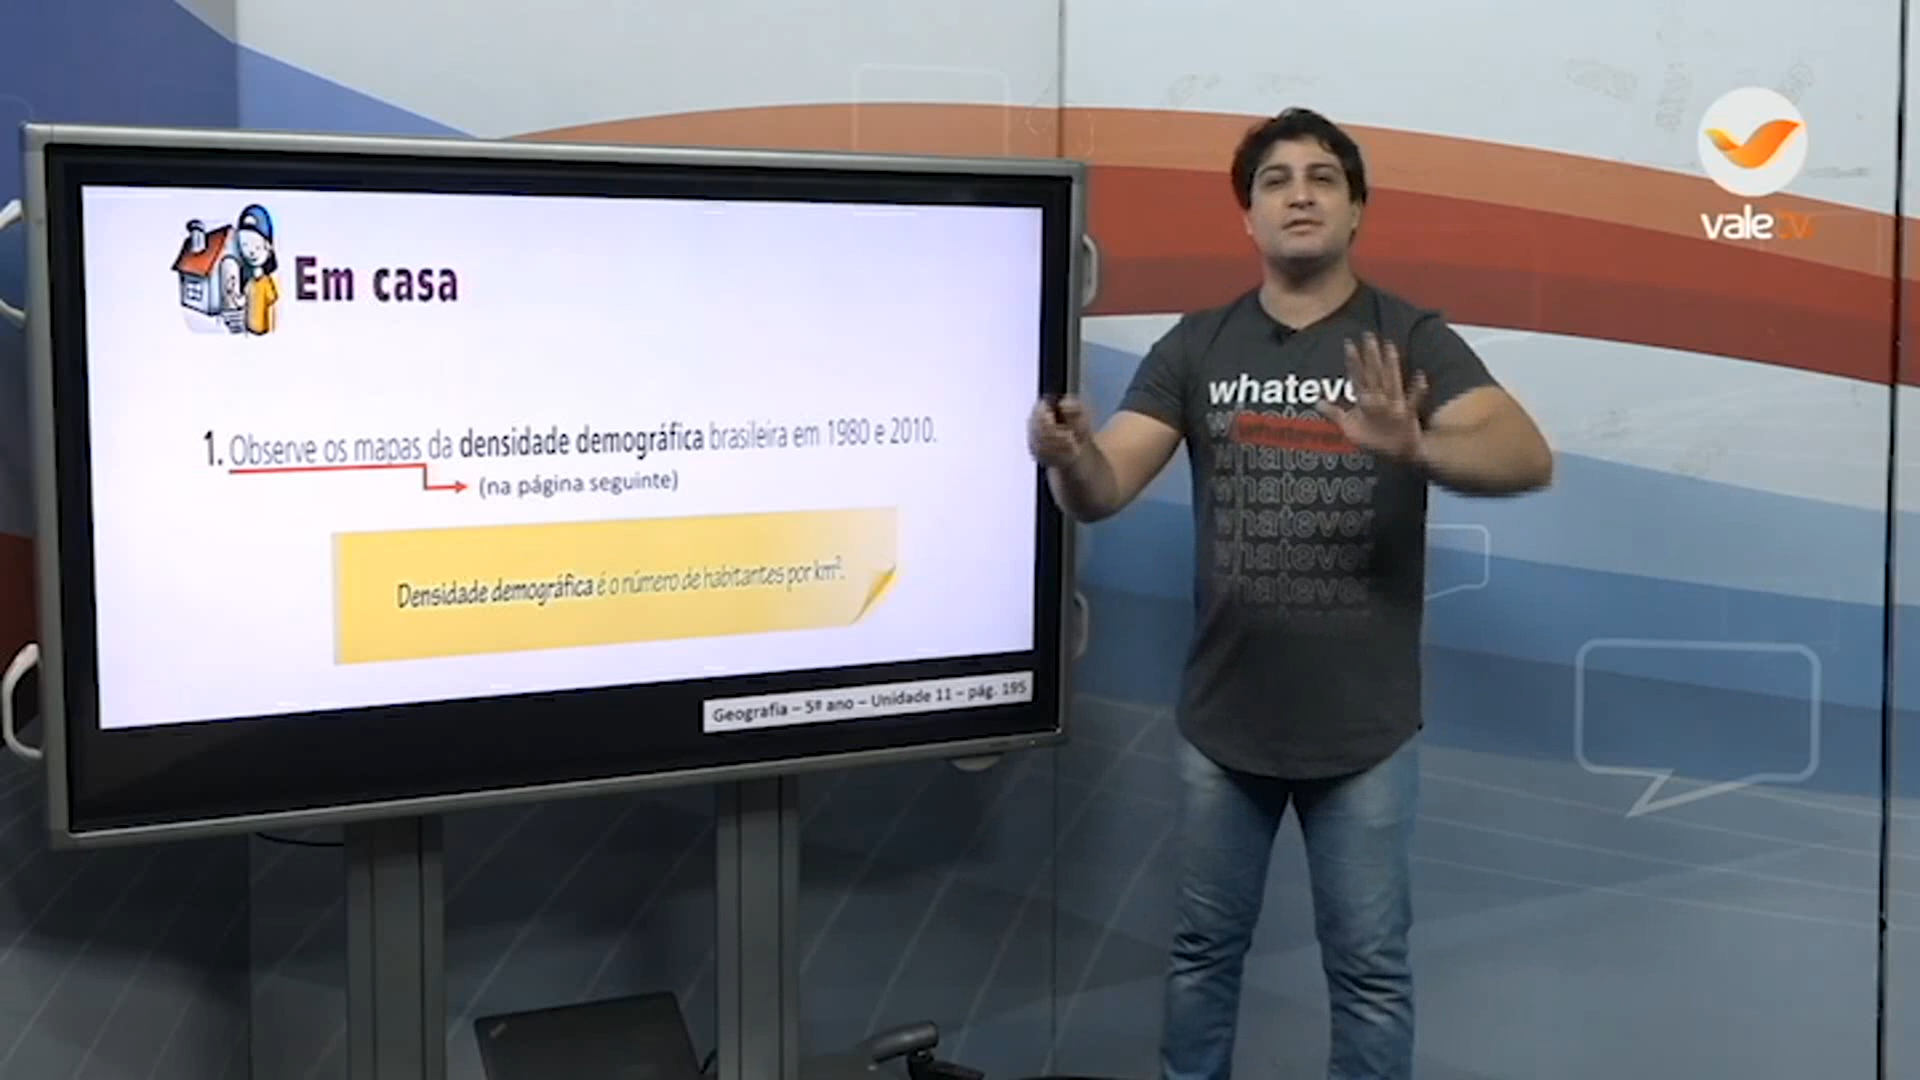 Em casa
1. Observe os mapas da densidade demográfica brasileira em 1980 e 2010.
(na página seguinte)
Densidade demográfica é o número de habitantes por km².
Geografia – 5º ano – Unidade 11 – pág. 195
whatever
whatever
whatever
whatever
whatever
whatever
whatever
vale tv